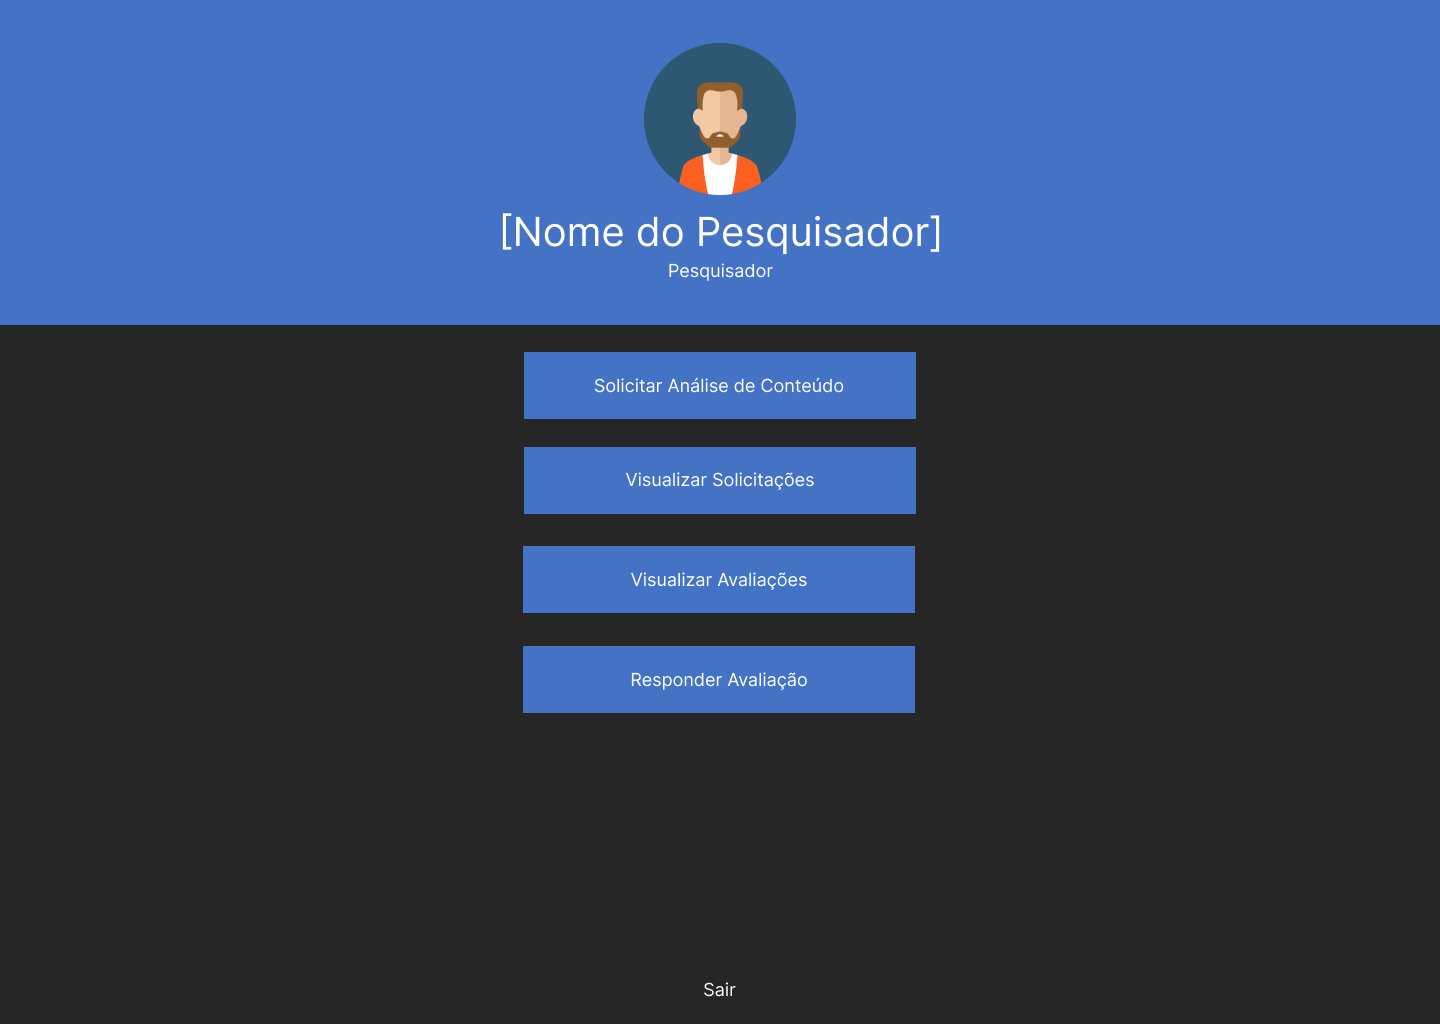 [Nome do Pesquisador]
Pesquisador
Solicitar Análise de Conteúdo
Visualizar Solicitações
Visualizar Avaliações
Responder Avaliação
Sair